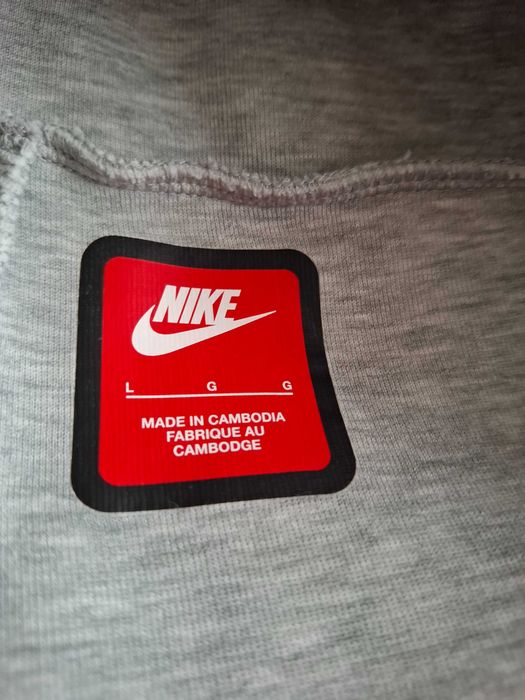 NIKE
L G G
MADE IN CAMBODIA
FABRIQUE AU
CAMBODGE